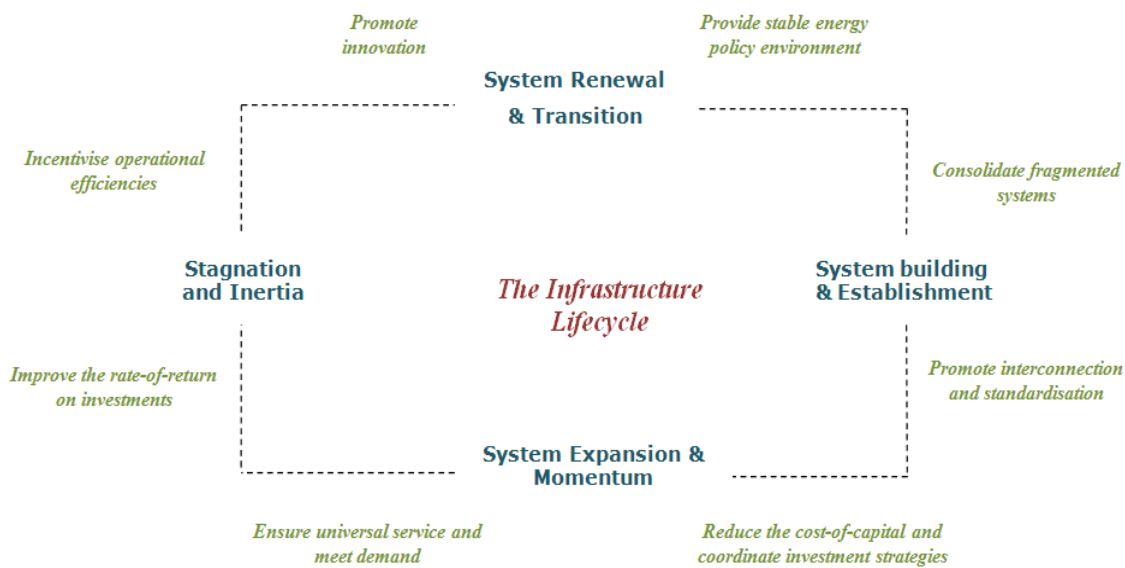 Promote
innovation
Provide stable energy
policy environment
System Renewal
& Transition
Incentivise operational
efficiencies
Consolidate fragmented
systems
Stagnation
and Inertia
The Infrastructure
Lifecycle
System building
& Establishment
Improve the rate-of-return
on investments
Promote interconnection
and standardisation
System Expansion &
Momentum
Ensure universal service and
meet demand
Reduce the cost-of-capital and
coordinate investment strategies